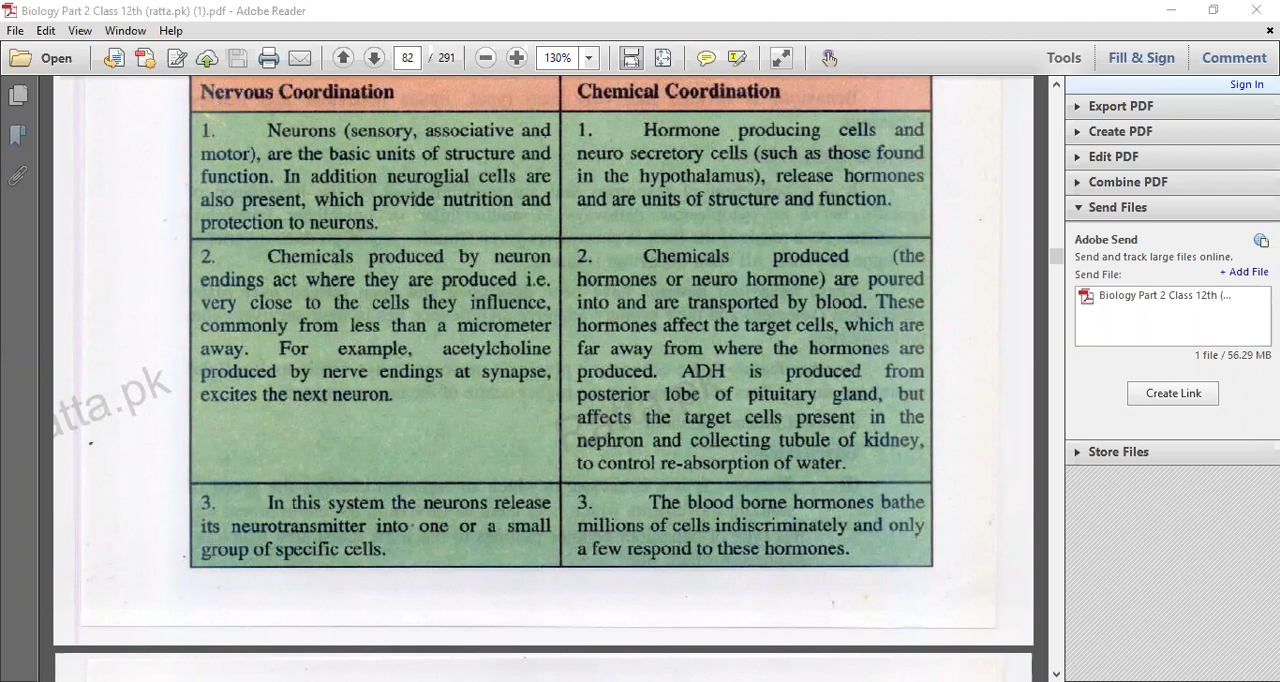 Biology Part 2 Class 12th (ratta.pk) (1).pdf - Adobe Reader
File Edit View Window Help
Open 82 / 291 130% Tools Fill & Sign Comment
Sign In
Export PDF
Create PDF
Edit PDF
Combine PDF
Send Files
Adobe Send
Send and track large files online.
Send File: + Add File
Biology Part 2 Class 12th (...
1 file / 56.29 MB
Create Link
Store Files
Nervous Coordination
1. Neurons (sensory, associative and
motor), are the basic units of structure and
function. In addition neuroglial cells are
also present, which provide nutrition and
protection to neurons.
Chemical Coordination
1. Hormone producing cells and
neuro secretory cells (such as those found
in the hypothalamus), release hormones
and are units of structure and function.
2. Chemicals produced by neuron
endings act where they are produced i.e.
very close to the cells they influence,
commonly from less than a micrometer
away. For example, acetylcholine
produced by nerve endings at synapse,
excites the next neuron.
2. Chemicals produced (the
hormones or neuro hormone) are poured
into and are transported by blood. These
hormones affect the target cells, which are
far away from where the hormones are
produced. ADH is produced from
posterior lobe of pituitary gland, but
affects the target cells present in the
nephron and collecting tubule of kidney,
to control re-absorption of water.
3. In this system the neurons release
its neurotransmitter into one or a small
group of specific cells.
3. The blood borne hormones bathe
millions of cells indiscriminately and only
a few respond to these hormones.
atta.pk